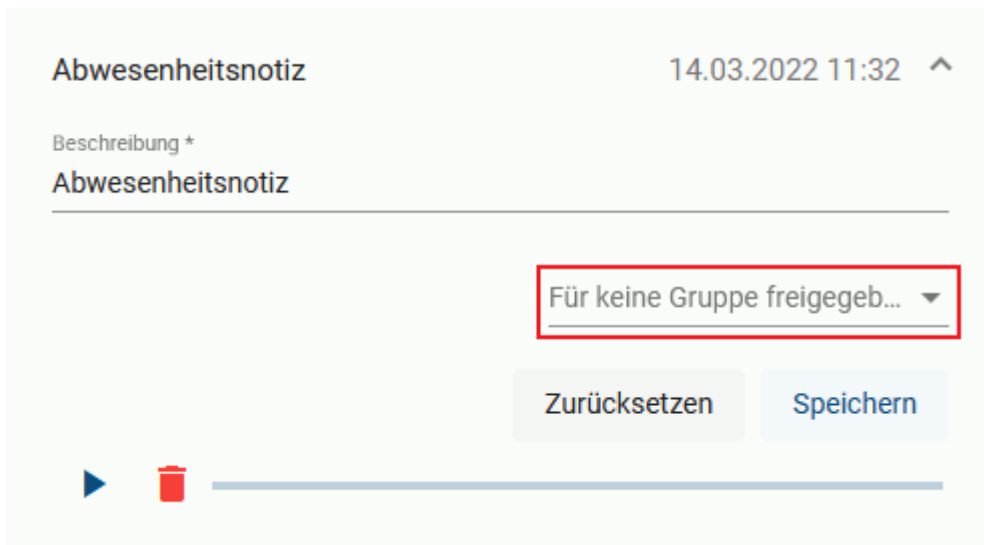 Abwesenheitsnotiz 14.03.2022 11:32
Beschreibung *
Abwesenheitsnotiz
Für keine Gruppe freigegeb...
Zurücksetzen Speichern